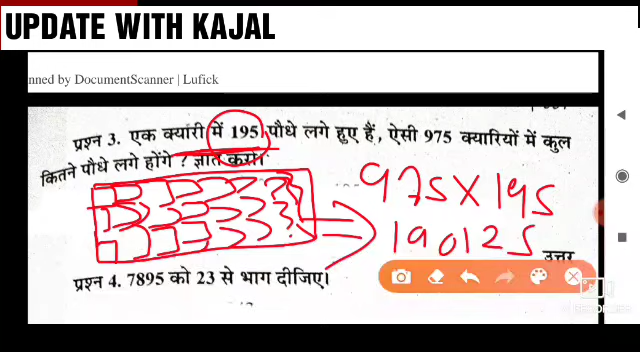 UPDATE WITH KAJAL
nned by DocumentScanner | Lufick
प्रश्न 3. एक क्यारी में 195 पौधे लगे हुए हैं, ऐसी 975 क्यारियों में कुल
कितने पौधे लगे होंगे ? ज्ञात करो।
975 X 195
190125
उत्तर
प्रश्न 4. 7895 को 23 से भाग दीजिए।